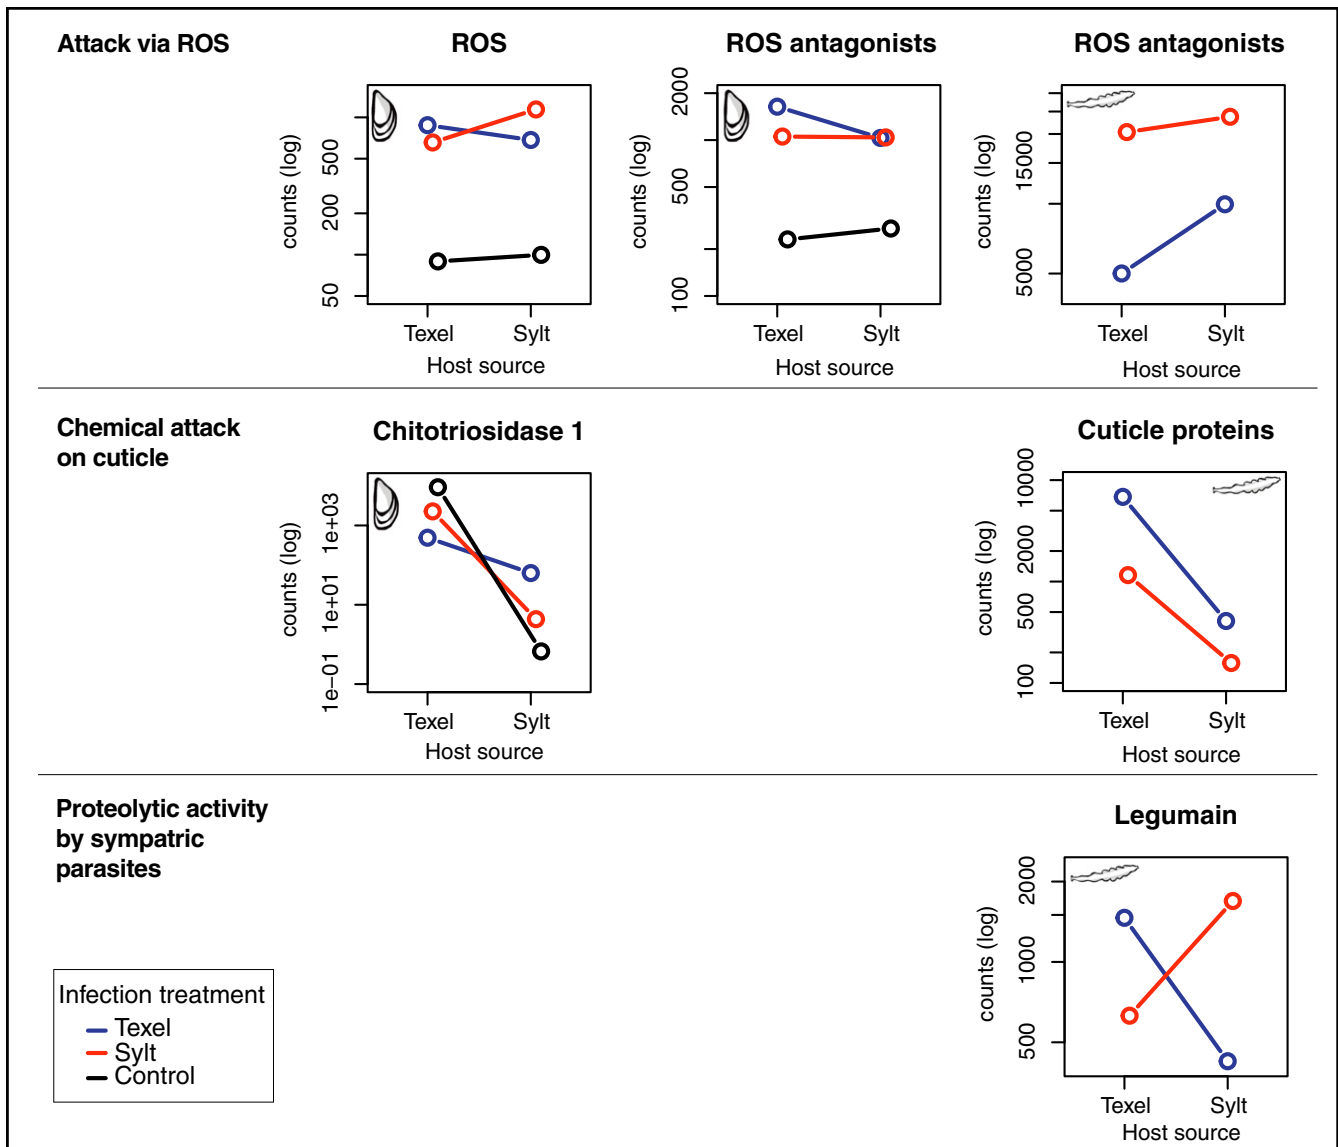 Attack via ROS
ROS
ROS antagonists
ROS antagonists
counts (log)
50
200
500
Texel
Sylt
Host source
counts (log)
100
500
2000
Texel
Sylt
Host source
counts (log)
5000
15000
Texel
Sylt
Host source
Chemical attack
on cuticle
Chitotriosidase 1
Cuticle proteins
counts (log)
1e−01
1e+01
1e+03
Texel
Sylt
Host source
counts (log)
100
500
2000
10000
Texel
Sylt
Host source
Proteolytic activity
by sympatric
parasites
Legumain
counts (log)
500
1000
2000
Texel
Sylt
Host source
Infection treatment
Texel
Sylt
Control